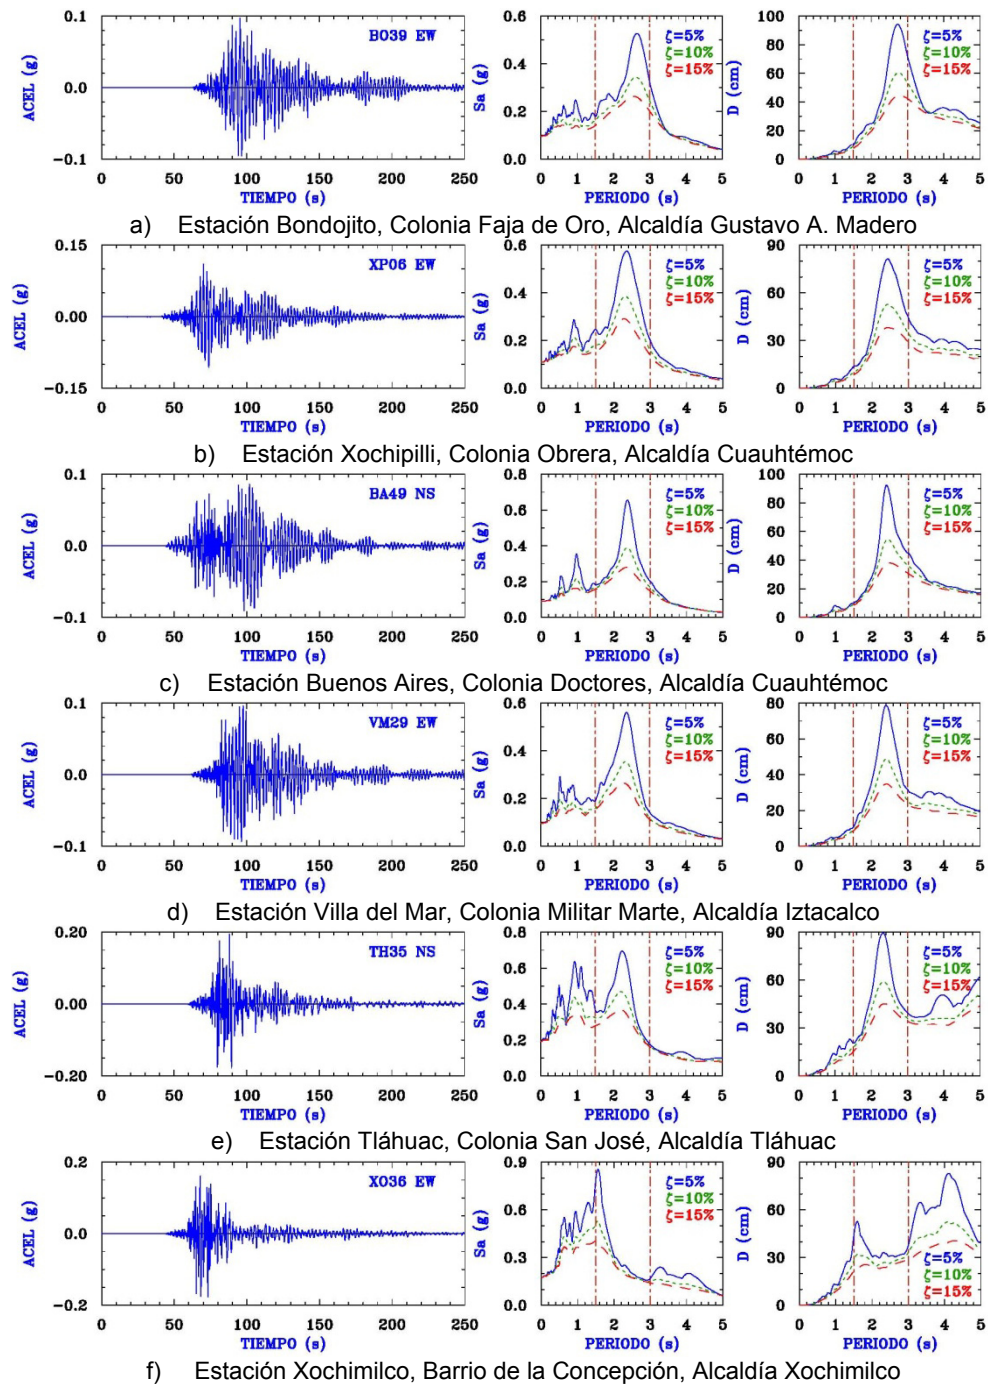 BO39 EW
ACEL (g)
0.1
0.0
−0.1
0 50 100 150 200 250
TIEMPO (s)
Sa (g)
0.6
0.4
0.2
0.0
ζ=5%
ζ=10%
ζ=15%
0 1 2 3 4 5
PERIODO (s)
D (cm)
100
80
60
40
20
0
ζ=5%
ζ=10%
ζ=15%
0 1 2 3 4 5
PERIODO (s)
a) Estación Bondojito, Colonia Faja de Oro, Alcaldía Gustavo A. Madero
XP06 EW
ACEL (g)
0.15
0.00
−0.15
0 50 100 150 200 250
TIEMPO (s)
Sa (g)
0.6
0.4
0.2
0.0
ζ=5%
ζ=10%
ζ=15%
0 1 2 3 4 5
PERIODO (s)
D (cm)
90
60
30
0
ζ=5%
ζ=10%
ζ=15%
0 1 2 3 4 5
PERIODO (s)
b) Estación Xochipilli, Colonia Obrera, Alcaldía Cuauhtémoc
BA49 NS
ACEL (g)
0.1
0.0
−0.1
0 50 100 150 200 250
TIEMPO (s)
Sa (g)
0.8
0.6
0.4
0.2
0.0
ζ=5%
ζ=10%
ζ=15%
0 1 2 3 4 5
PERIODO (s)
D (cm)
100
80
60
40
20
0
ζ=5%
ζ=10%
ζ=15%
0 1 2 3 4 5
PERIODO (s)
c) Estación Buenos Aires, Colonia Doctores, Alcaldía Cuauhtémoc
VM29 EW
ACEL (g)
0.1
0.0
−0.1
0 50 100 150 200 250
TIEMPO (s)
Sa (g)
0.6
0.4
0.2
0.0
ζ=5%
ζ=10%
ζ=15%
0 1 2 3 4 5
PERIODO (s)
D (cm)
80
60
40
20
0
ζ=5%
ζ=10%
ζ=15%
0 1 2 3 4 5
PERIODO (s)
d) Estación Villa del Mar, Colonia Militar Marte, Alcaldía Iztacalco
TH35 NS
ACEL (g)
0.20
0.00
−0.20
0 50 100 150 200 250
TIEMPO (s)
Sa (g)
0.8
0.6
0.4
0.2
0.0
ζ=5%
ζ=10%
ζ=15%
0 1 2 3 4 5
PERIODO (s)
D (cm)
90
60
30
0
ζ=5%
ζ=10%
ζ=15%
0 1 2 3 4 5
PERIODO (s)
e) Estación Tláhuac, Colonia San José, Alcaldía Tláhuac
XO36 EW
ACEL (g)
0.2
0.0
−0.2
0 50 100 150 200 250
TIEMPO (s)
Sa (g)
0.9
0.6
0.3
0.0
ζ=5%
ζ=10%
ζ=15%
0 1 2 3 4 5
PERIODO (s)
D (cm)
90
60
30
0
ζ=5%
ζ=10%
ζ=15%
0 1 2 3 4 5
PERIODO (s)
f) Estación Xochimilco, Barrio de la Concepción, Alcaldía Xochimilco